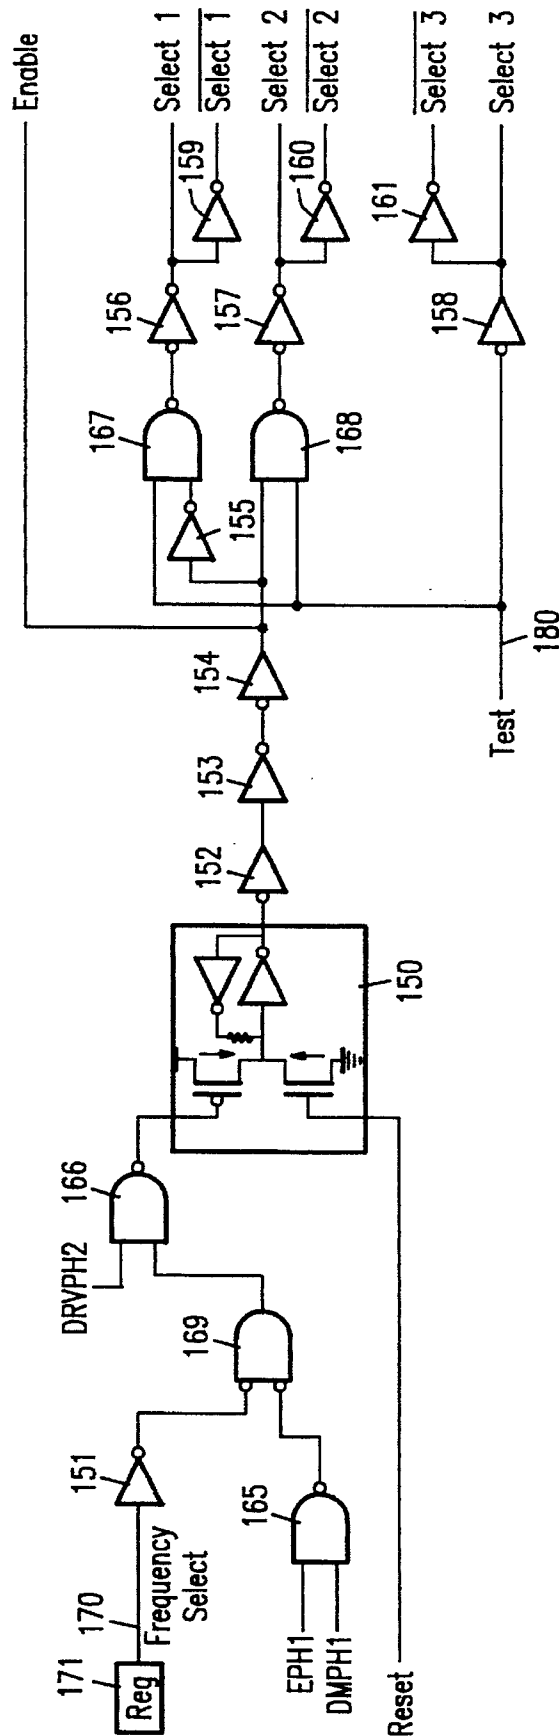 171
Reg
170
Frequency
Select
151
EPH1
DMPH1
165
169
DRVPH2
166
Reset
150
152
153
154
155
167
168
156
157
159
160
161
158
Test
180
Enable
Select 1
Select 1
Select 2
Select 2
Select 3
Select 3